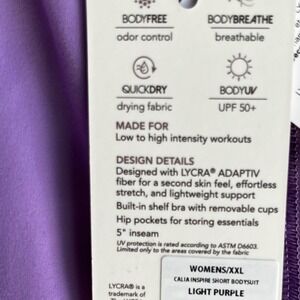 BODYFREE BODYBREATHE
odor control breathable
QUICKDRY BODYUV
drying fabric UPF 50+
MADE FOR
Low to high intensity workouts
DESIGN DETAILS
Designed with LYCRA® ADAPTIV
fiber for a second skin feel, effortless
stretch, and lightweight support
Built-in shelf bra with removable cups
Hip pockets for storing essentials
5" inseam
UV protection is rated according to ASTM D6603.
Limited only to the areas covered by the fabric
WOMENS/XXL
CALIA INSPIRE SHORT BODYSUIT
LIGHT PURPLE
LYCRA® is a
trademark of